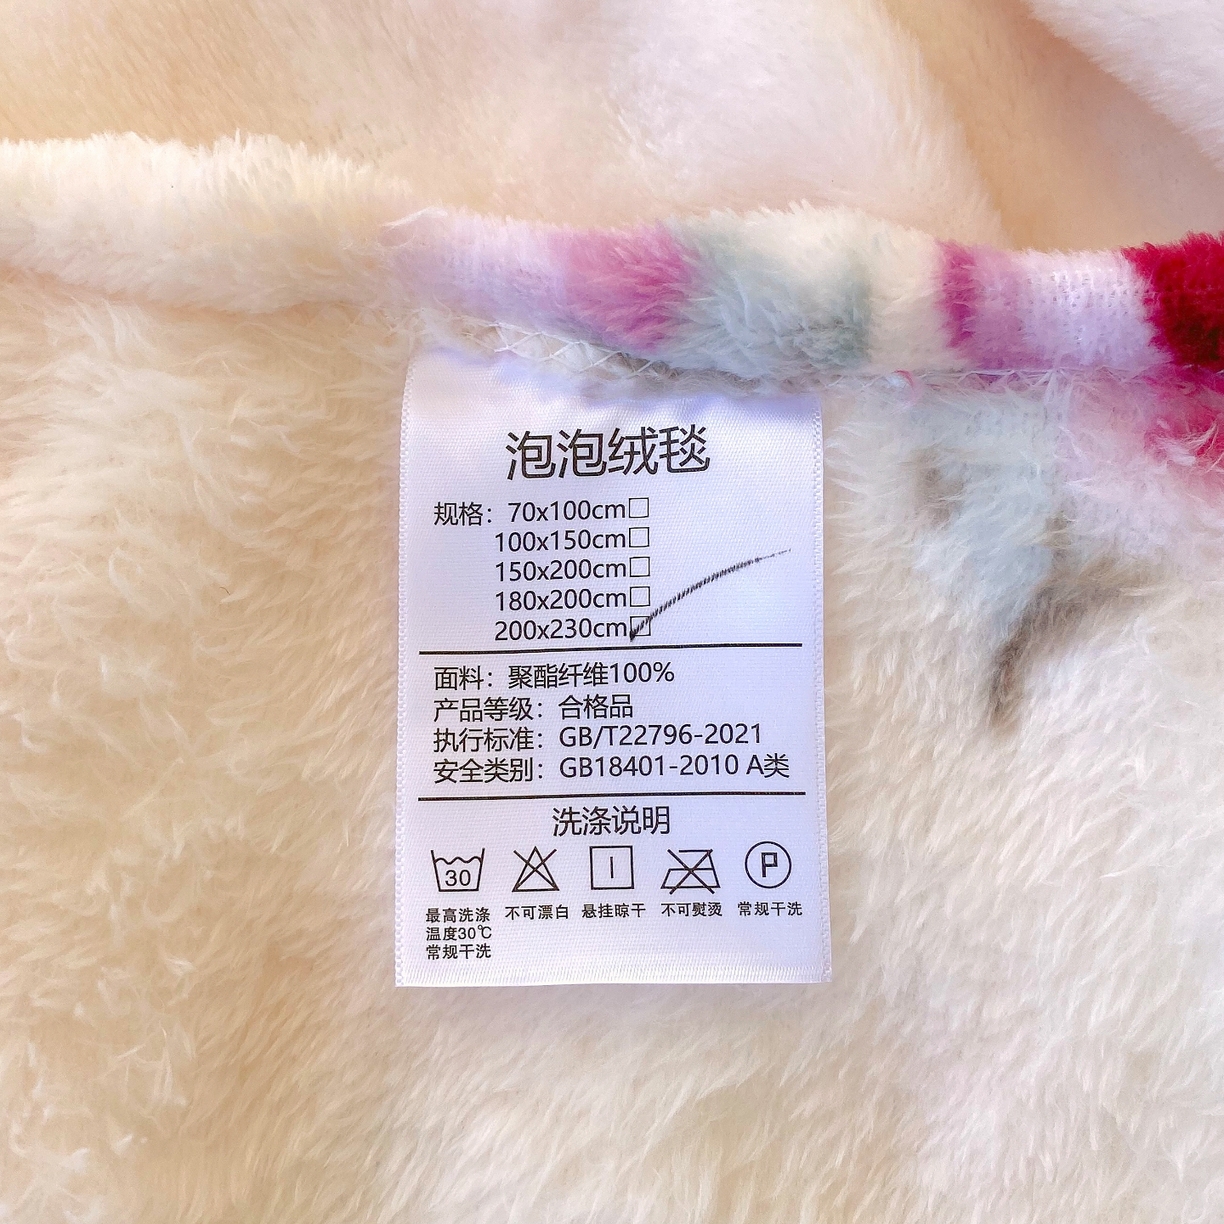 泡泡绒毯
规格：70x100cm□
100x150cm□
150x200cm□
180x200cm□
200x230cm□
面料：聚酯纤维100%
产品等级：合格品
执行标准：GB/T22796-2021
安全类别：GB18401-2010 A类
洗涤说明
30
P
最高洗涤
温度30℃
常规干洗
不可漂白
悬挂晾干
不可熨烫
常规干洗